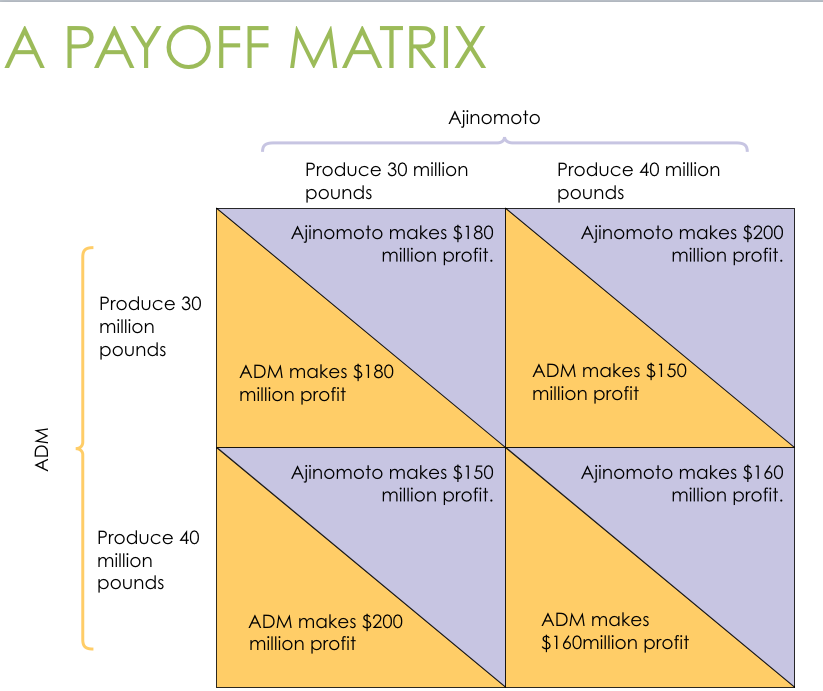 A PAYOFF MATRIX
Ajinomoto
Produce 30 million
pounds
Produce 40 million
pounds
ADM
Produce 30
million
pounds
Ajinomoto makes $180
million profit.
ADM makes $180
million profit
Ajinomoto makes $200
million profit.
ADM makes $150
million profit
Produce 40
million
pounds
Ajinomoto makes $150
million profit.
ADM makes $200
million profit
Ajinomoto makes $160
million profit.
ADM makes
$160million profit